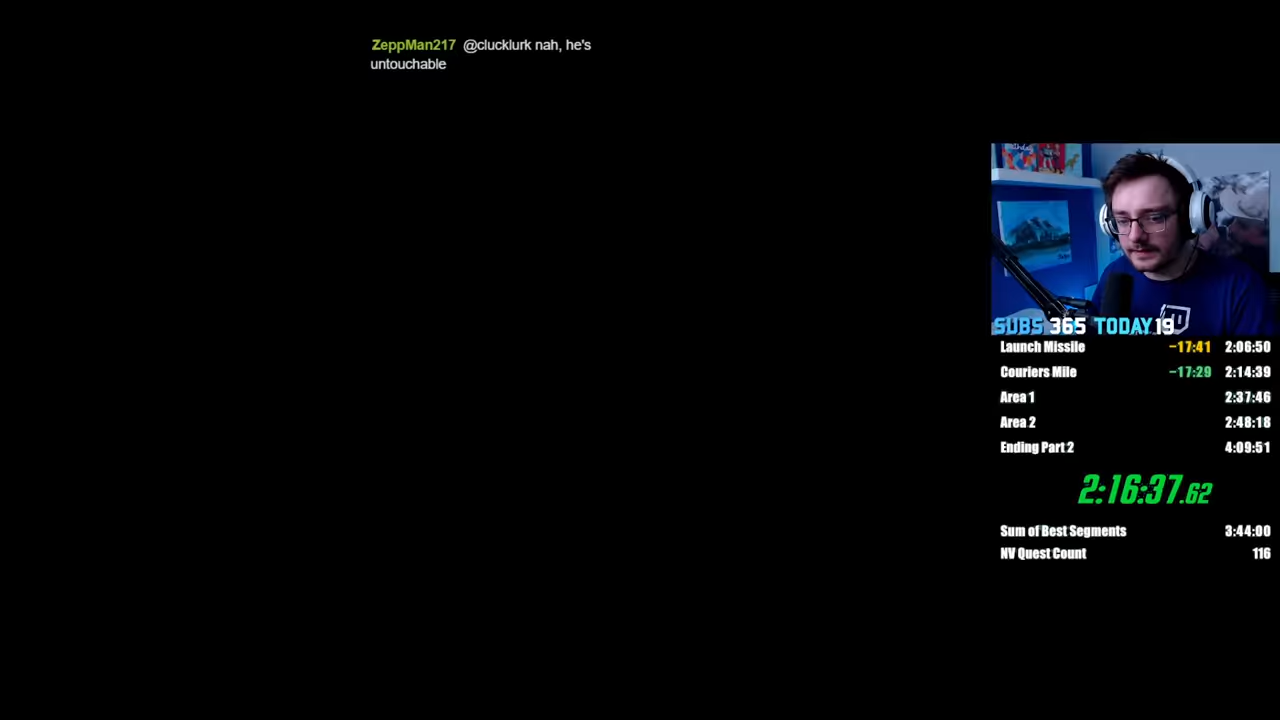 ZeppMan217 @clucklurk nah, he's
untouchable
SUBS 365 TODAY 19
Launch Missile -17:41 2:06:50
Couriers Mile -17:29 2:14:39
Area 1 2:37:46
Area 2 2:48:18
Ending Part 2 4:09:51
2:16:37.62
Sum of Best Segments 3:44:00
NV Quest Count 116